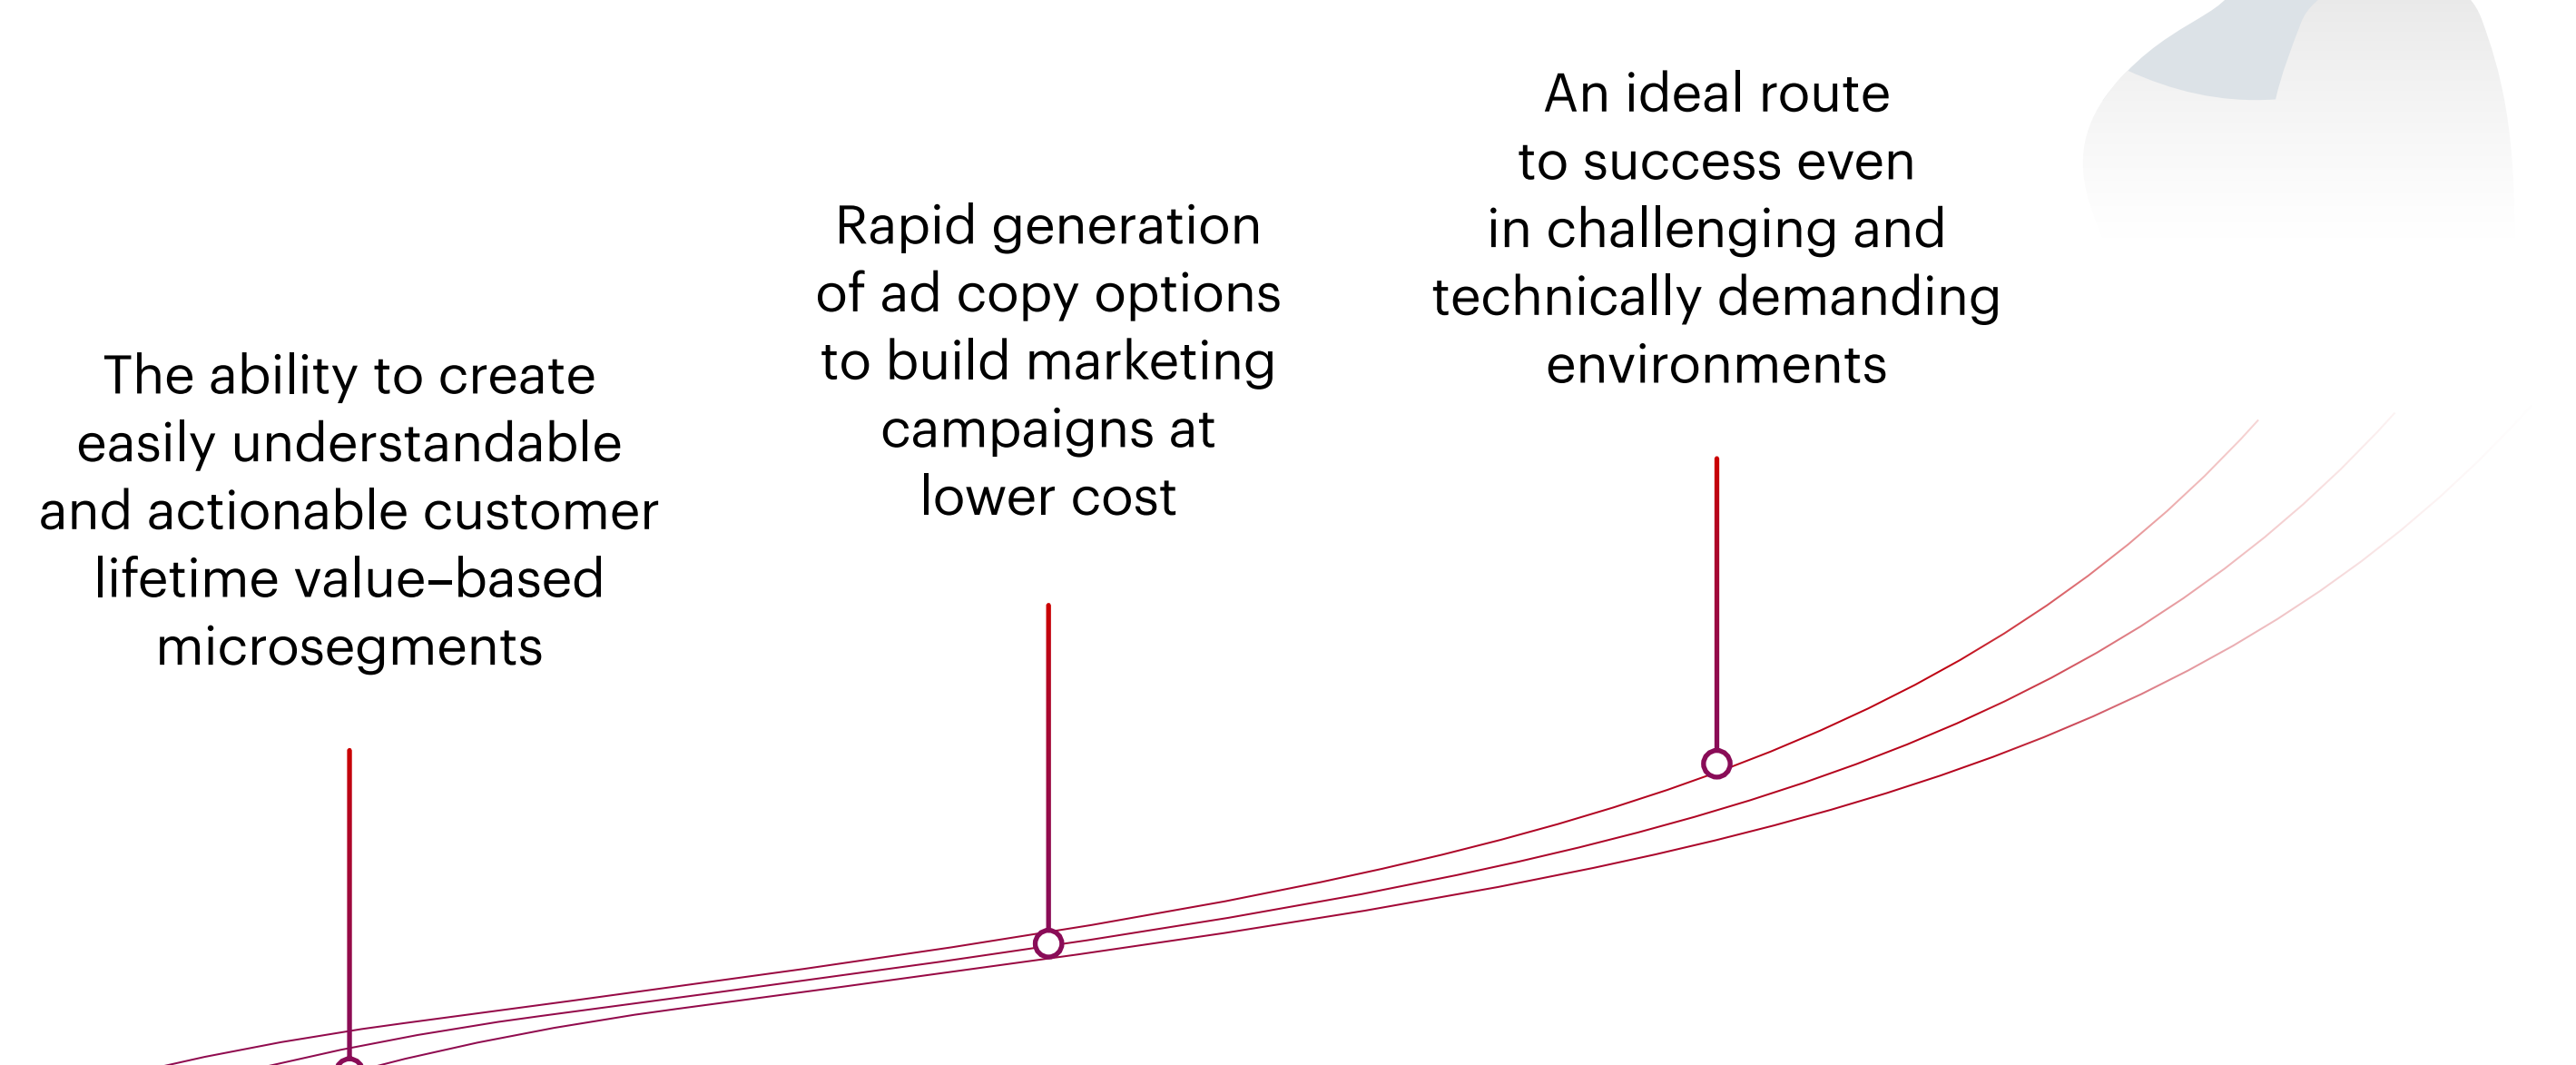 The ability to create
easily understandable
and actionable customer
lifetime value–based
microsegments
Rapid generation
of ad copy options
to build marketing
campaigns at
lower cost
An ideal route
to success even
in challenging and
technically demanding
environments